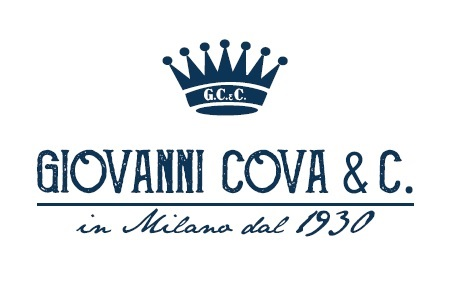 G.C.&C.
GIOVANNI COVA & C.
in Milano dal 1930